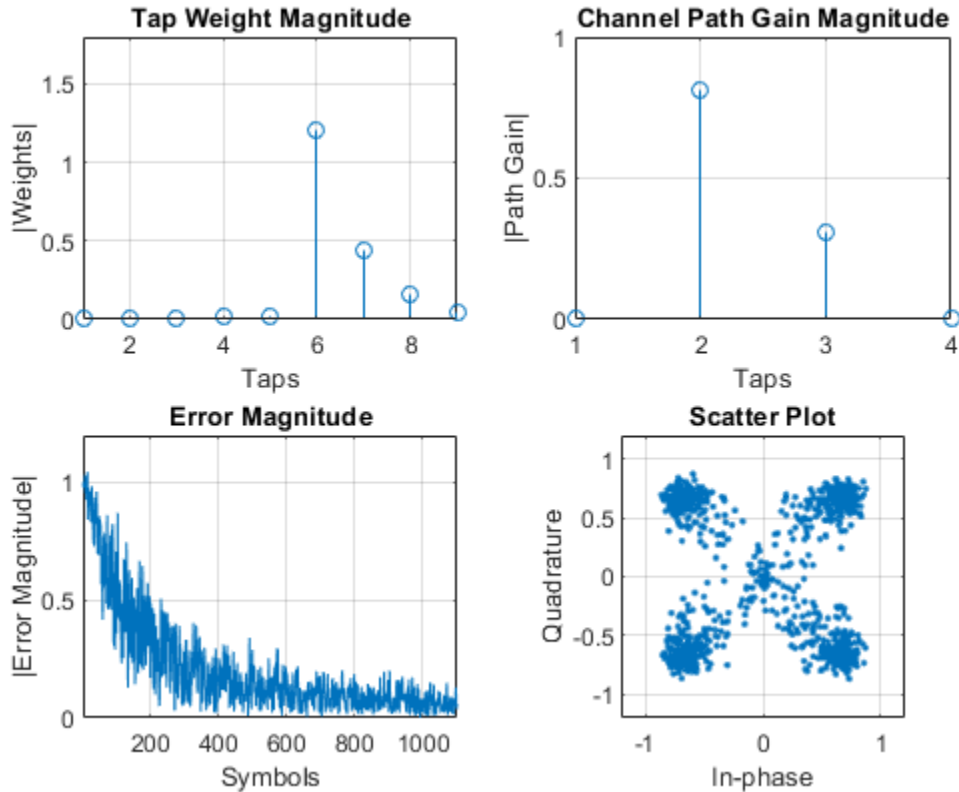 Tap Weight Magnitude
1.5
1
0.5
0
|Weights|
2 4 6 8
Taps
Channel Path Gain Magnitude
1
0.5
0
|Path Gain|
1 2 3 4
Taps
Error Magnitude
1
0.5
0
|Error Magnitude|
200 400 600 800 1000
Symbols
Scatter Plot
1
0.5
0
-0.5
-1
Quadrature
-1 0 1
In-phase